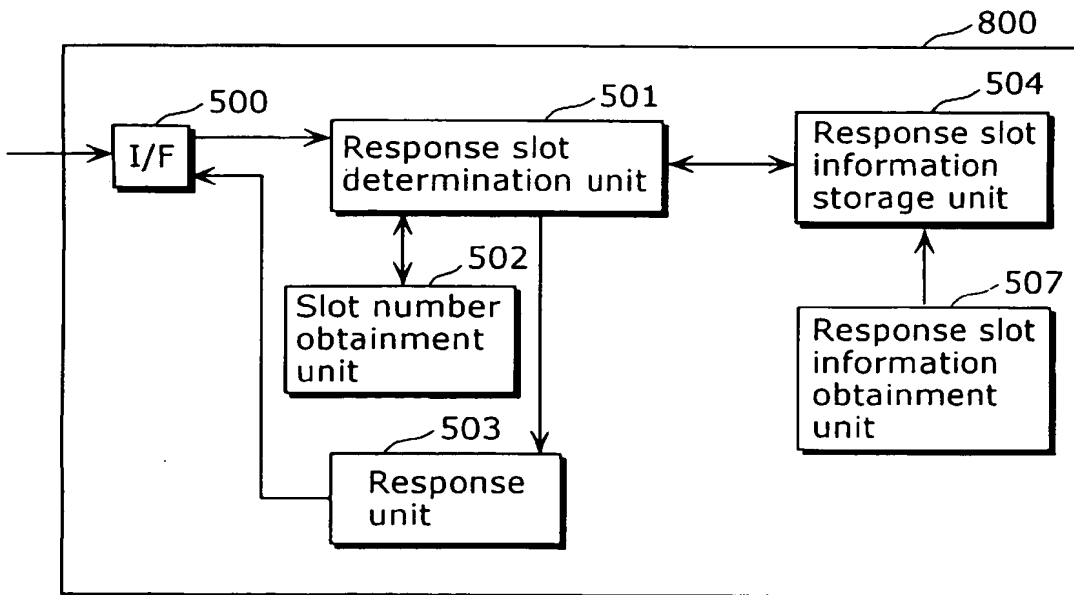 800
500
501
504
I/F
Response slot
determination unit
Response slot
information
storage unit
502
507
Slot number
obtainment
unit
Response slot
information
obtainment
unit
503
Response
unit